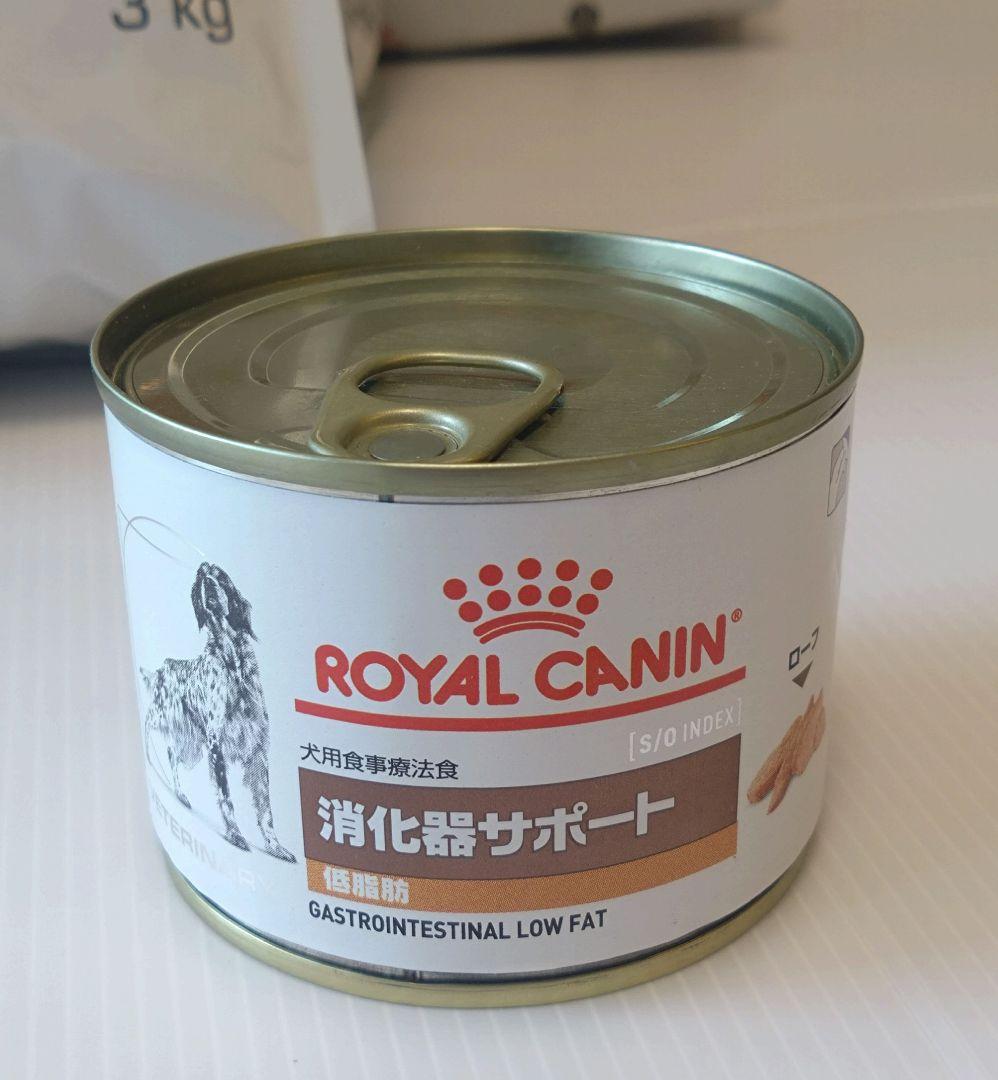 3 kg
ROYAL CANIN®
[S/O INDEX]
ローフ
犬用食事療法食
消化器サポート
低脂肪
GASTROINTESTINAL LOW FAT
VETERINARY